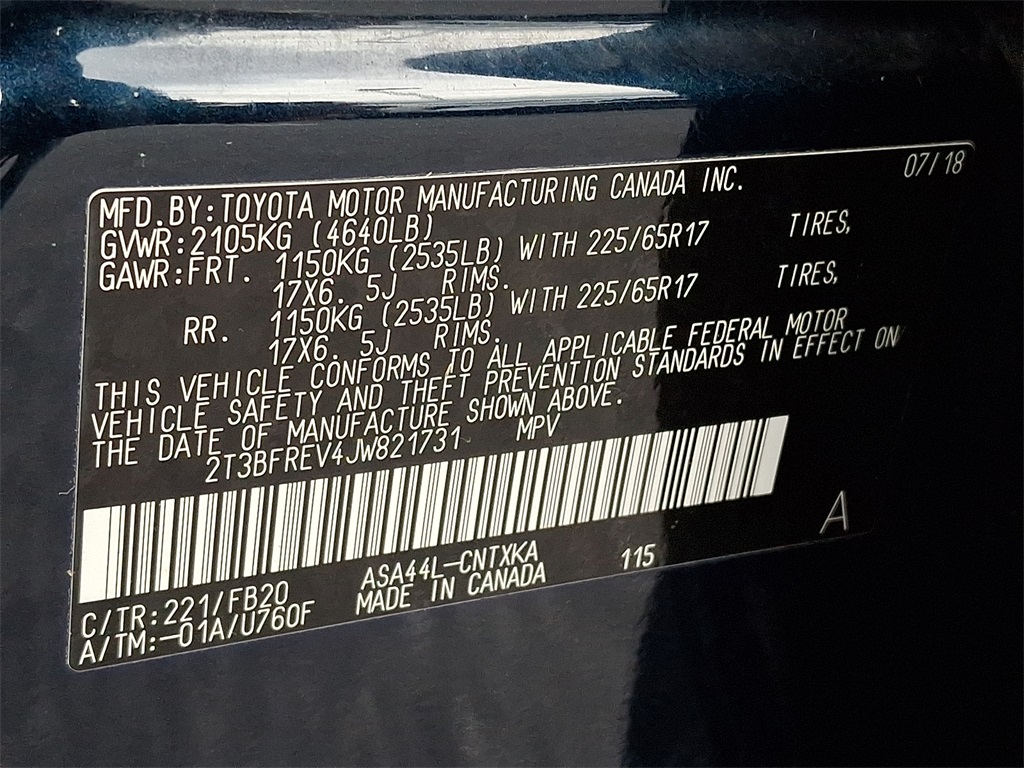 07/18
MFD.BY:TOYOTA MOTOR MANUFACTURING CANADA INC.
GVWR:2105KG (4640LB)
GAWR:FRT. 1150KG (2535LB) WITH 225/65R17 TIRES,
17X6. 5J RIMS.
RR. 1150KG (2535LB) WITH 225/65R17 TIRES,
17X6. 5J RIMS.
THIS VEHICLE CONFORMS TO ALL APPLICABLE FEDERAL MOTOR
VEHICLE SAFETY AND THEFT PREVENTION STANDARDS IN EFFECT ON
THE DATE OF MANUFACTURE SHOWN ABOVE.
2T3BFREV4JW821731 MPV
A
C/TR:221/FB20 ASA44L-CNTXKA 115
A/TM:-01A/U760F MADE IN CANADA